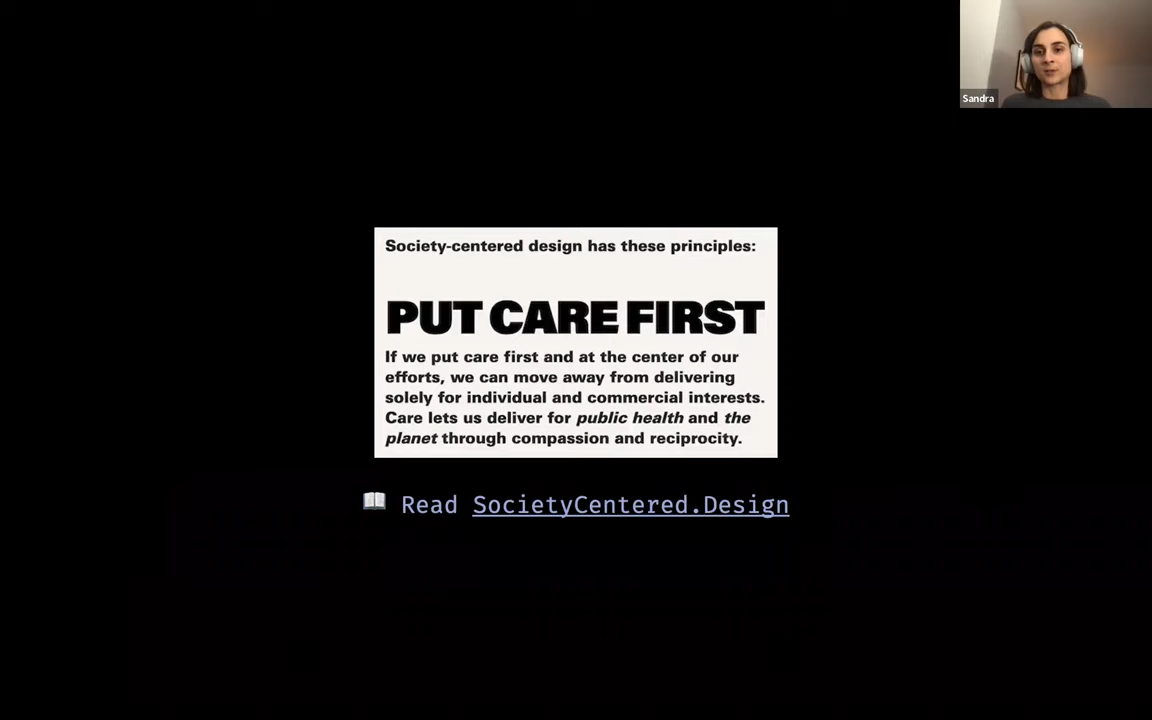 Sandra
Society-centered design has these principles:
PUT CARE FIRST
If we put care first and at the center of our
efforts, we can move away from delivering
solely for individual and commercial interests.
Care lets us deliver for public health and the
planet through compassion and reciprocity.
📖 Read SocietyCentered.Design